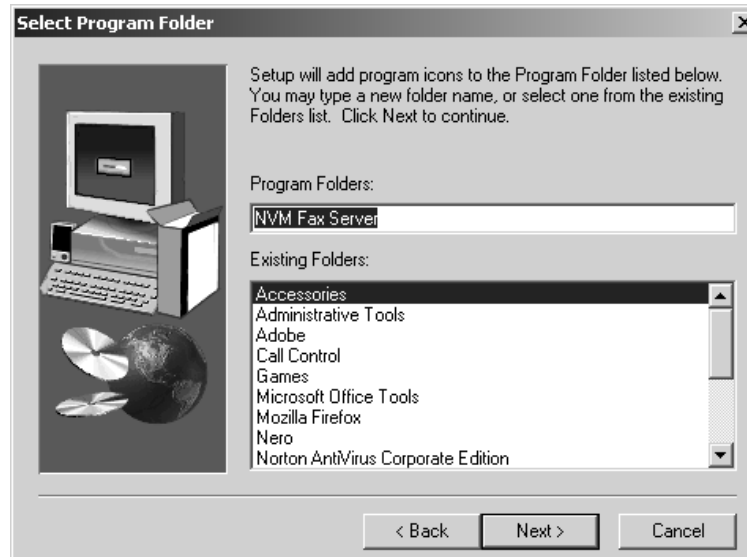 Select Program Folder
Setup will add program icons to the Program Folder listed below.
You may type a new folder name, or select one from the existing
Folders list.  Click Next to continue.
Program Folders:
NVM Fax Server
Existing Folders:
Accessories
Administrative Tools
Adobe
Call Control
Games
Microsoft Office Tools
Mozilla Firefox
Nero
Norton AntiVirus Corporate Edition
< Back
Next >
Cancel